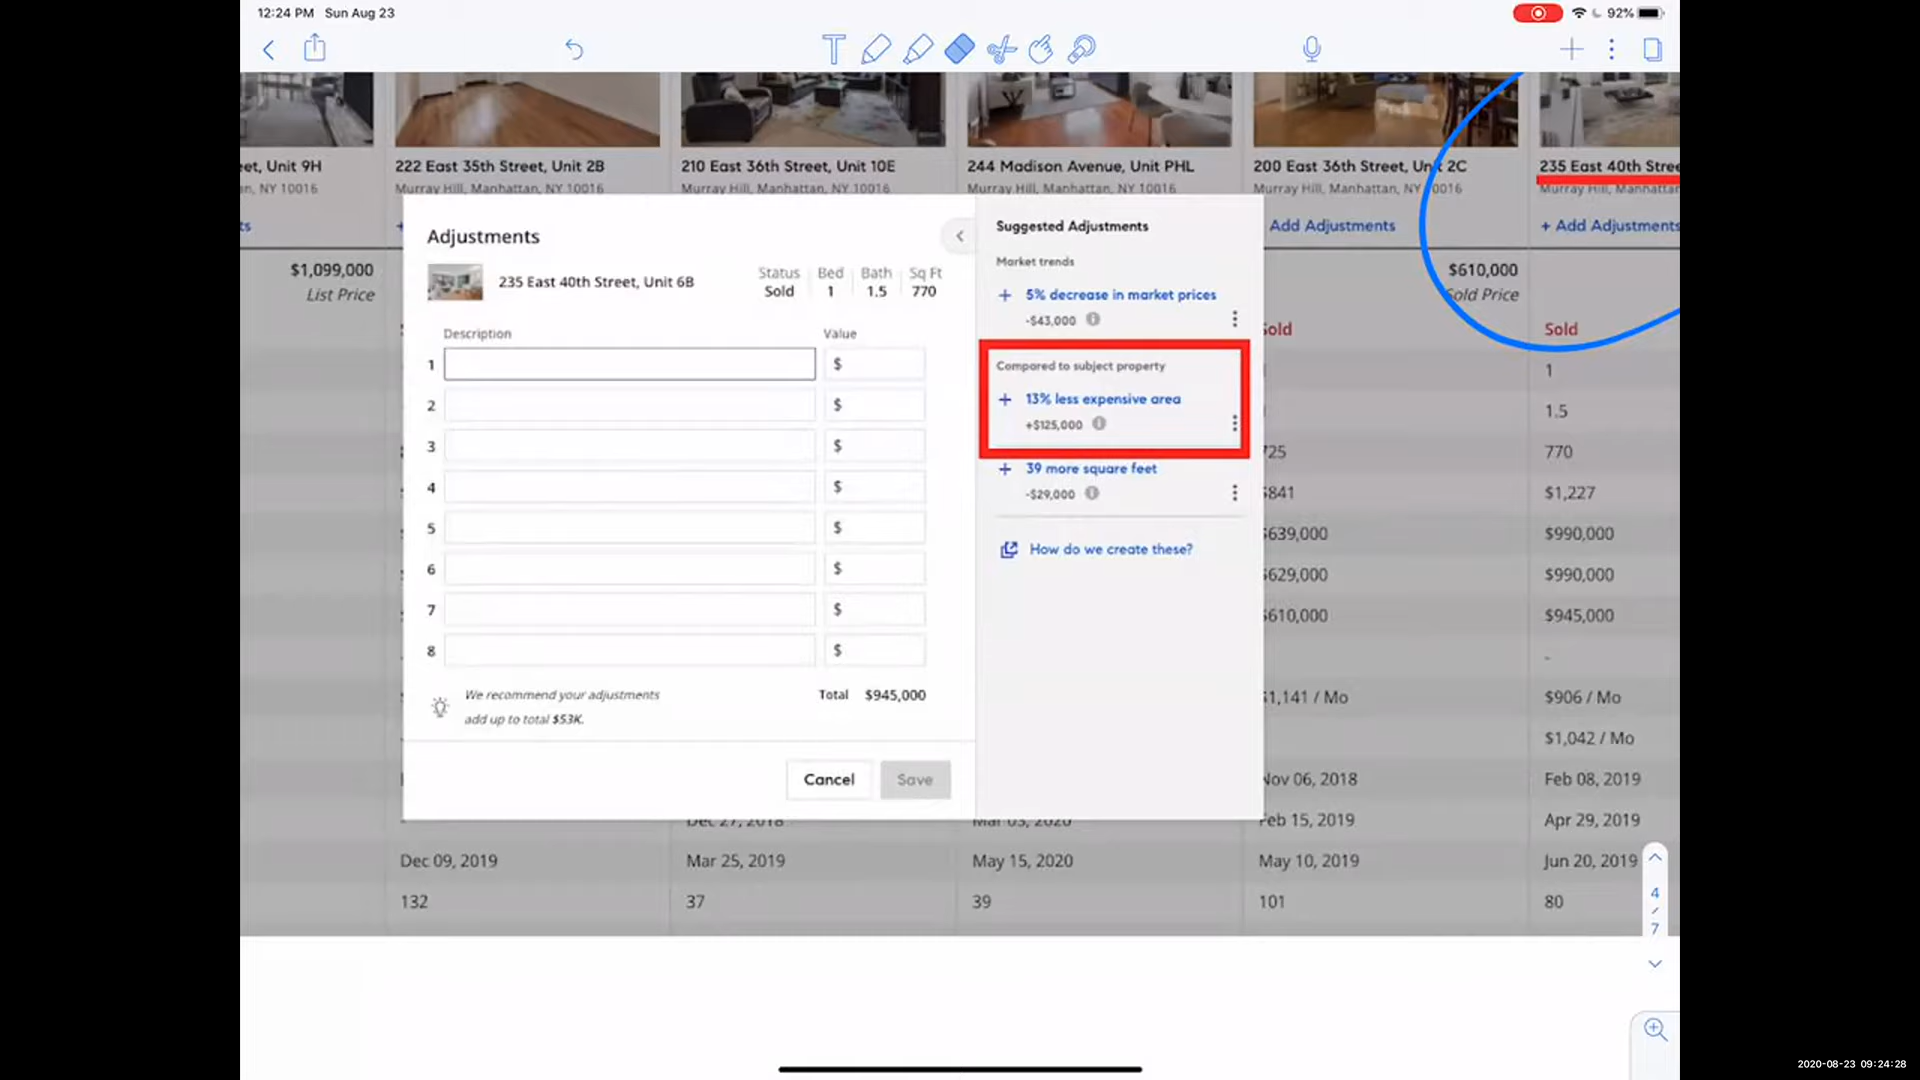 12:24 PM Sun Aug 23
92%
T
et, Unit 9H
222 East 35th Street, Unit 2B
210 East 36th Street, Unit 10E
244 Madison Avenue, Unit PHL
200 East 36th Street, Unit 2C
235 East 40th Stree
an, NY 10016
Murray Hill, Manhattan, NY 10016
Murray Hill, Manhattan, NY 10016
Murray Hill, Manhattan, NY 10016
Murray Hill, Manhattan, NY 10016
Murray Hill, Manhattan
ts
Add Adjustments
+ Add Adjustments
$1,099,000
List Price
$610,000
Sold Price
Adjustments
235 East 40th Street, Unit 6B
Status Bed Bath Sq Ft
Sold 1 1.5 770
Description Value
1 $
2 $
3 $
4 $
5 $
6 $
7 $
8 $
We recommend your adjustments
add up to total $53K.
Total $945,000
Cancel Save
Suggested Adjustments
Market trends
+ 5% decrease in market prices
-$43,000
Compared to subject property
+ 13% less expensive area
+$125,000
+ 39 more square feet
-$29,000
How do we create these?
Sold Sold
1
1.5
725 770
$841 $1,227
$639,000 $990,000
$629,000 $990,000
$610,000 $945,000
-
$1,141 / Mo $906 / Mo
$1,042 / Mo
Nov 06, 2018 Feb 08, 2019
Dec 27, 2018 Mar 03, 2020 Feb 15, 2019 Apr 29, 2019
Dec 09, 2019 Mar 25, 2019 May 15, 2020 May 10, 2019 Jun 20, 2019
132 37 39 101 80
4
/
7
2020-08-23 09:24:28